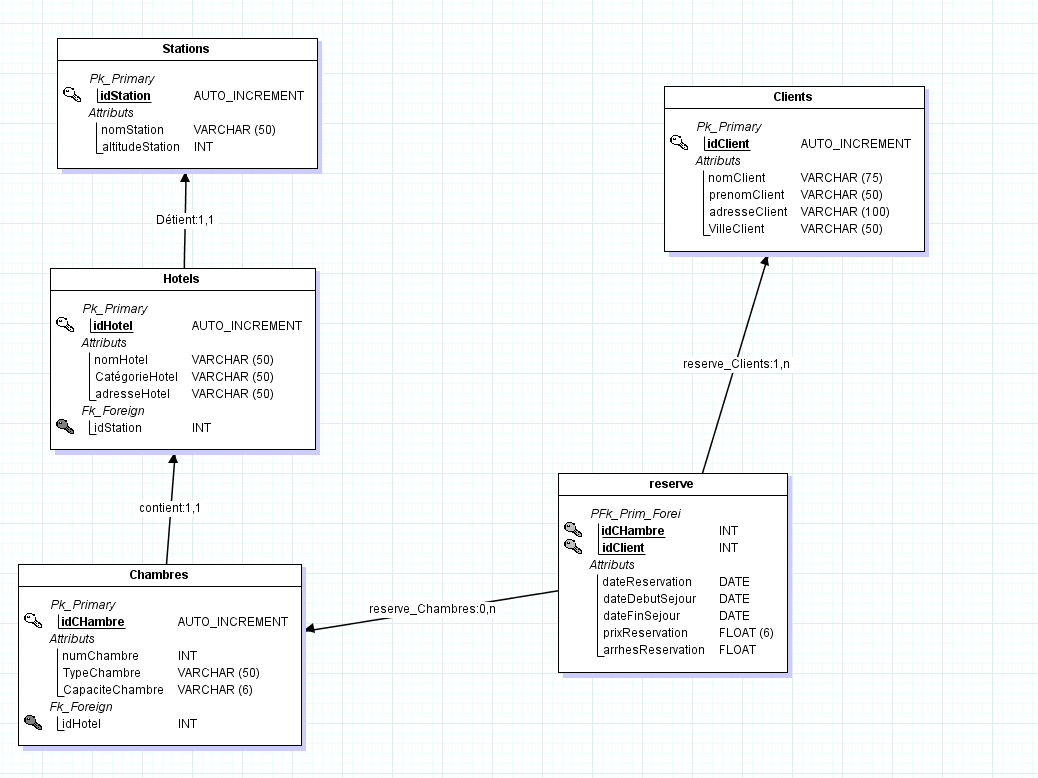 Stations
Pk_Primary
idStation AUTO_INCREMENT
Attributs
nomStation VARCHAR (50)
altitudeStation INT
Détient:1,1
Hotels
Pk_Primary
idHotel AUTO_INCREMENT
Attributs
nomHotel VARCHAR (50)
CatégorieHotel VARCHAR (50)
adresseHotel VARCHAR (50)
Fk_Foreign
idStation INT
contient:1,1
Chambres
Pk_Primary
idCHambre AUTO_INCREMENT
Attributs
numChambre INT
TypeChambre VARCHAR (50)
CapaciteChambre VARCHAR (6)
Fk_Foreign
idHotel INT
reserve_Chambres:0,n
Clients
Pk_Primary
idClient AUTO_INCREMENT
Attributs
nomClient VARCHAR (75)
prenomClient VARCHAR (50)
adresseClient VARCHAR (100)
VilleClient VARCHAR (50)
reserve_Clients:1,n
reserve
PFk_Prim_Forei
idCHambre INT
idClient INT
Attributs
dateReservation DATE
dateDebutSejour DATE
dateFinSejour DATE
prixReservation FLOAT (6)
arrhesReservation FLOAT